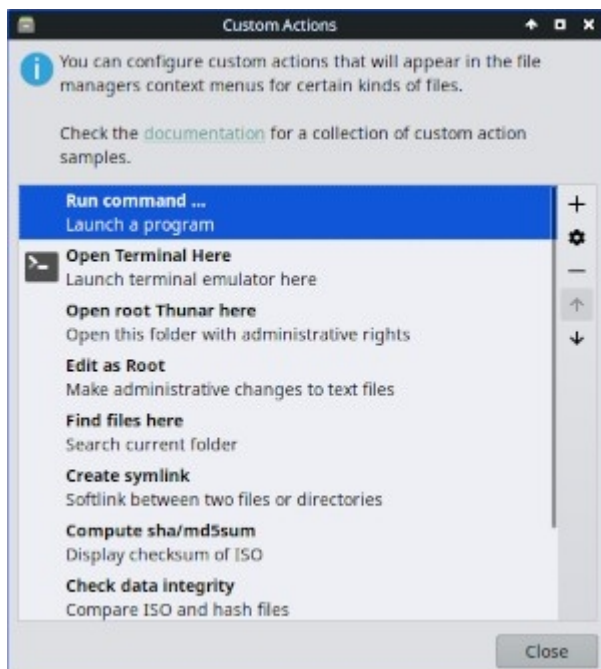 Custom Actions
You can configure custom actions that will appear in the file
managers context menus for certain kinds of files.
Check the documentation for a collection of custom action
samples.
Run command ...
Launch a program
Open Terminal Here
Launch terminal emulator here
Open root Thunar here
Open this folder with administrative rights
Edit as Root
Make administrative changes to text files
Find files here
Search current folder
Create symlink
Softlink between two files or directories
Compute sha/md5sum
Display checksum of ISO
Check data integrity
Compare ISO and hash files
Close